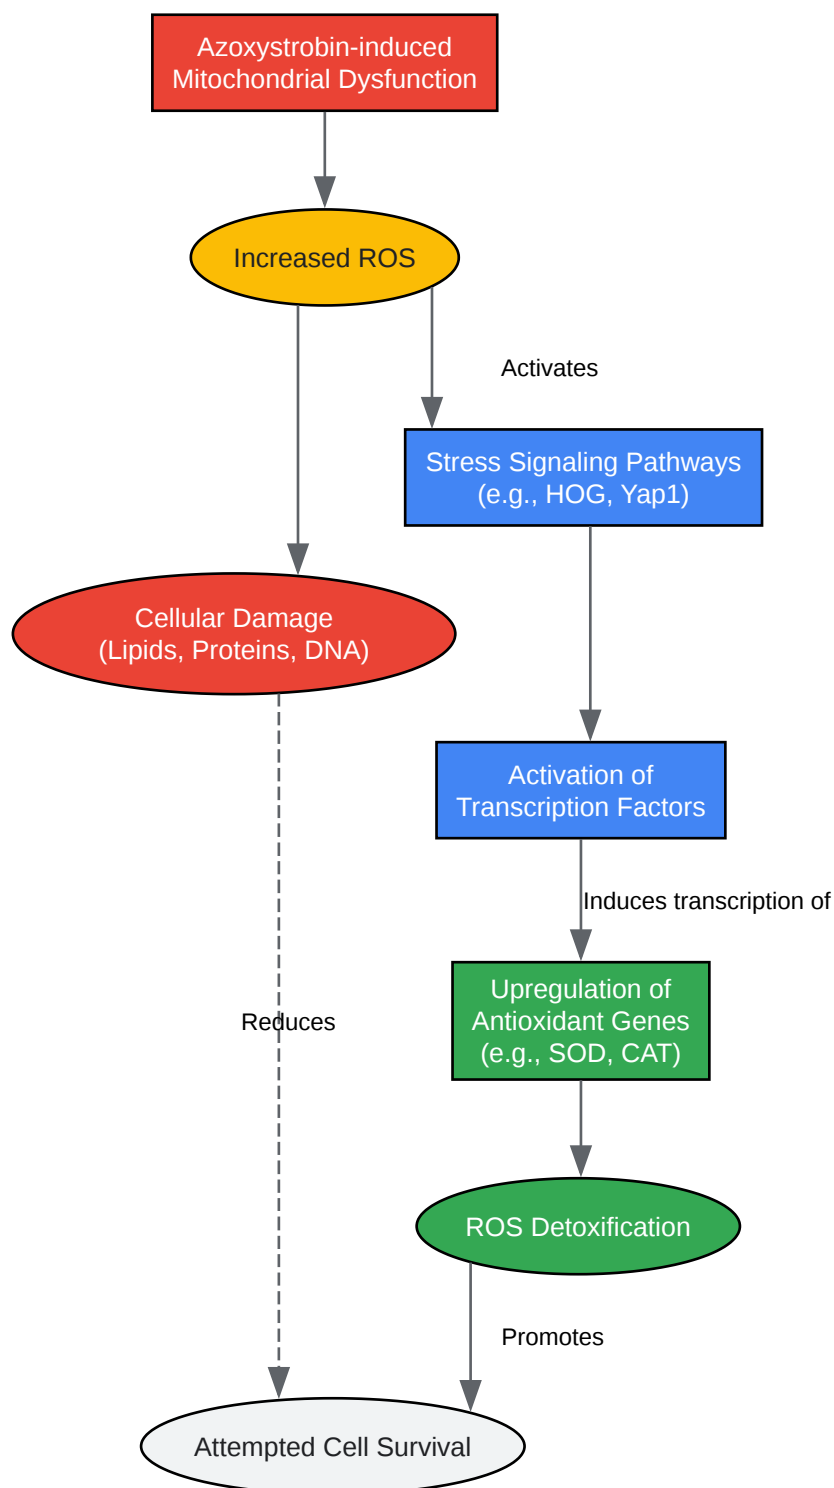 Azoxystrobin-induced
Mitochondrial Dysfunction
Increased ROS
Activates
Stress Signaling Pathways
(e.g., HOG, Yap1)
Cellular Damage
(Lipids, Proteins, DNA)
Activation of
Transcription Factors
Induces transcription of
Upregulation of
Antioxidant Genes
(e.g., SOD, CAT)
Reduces
ROS Detoxification
Promotes
Attempted Cell Survival